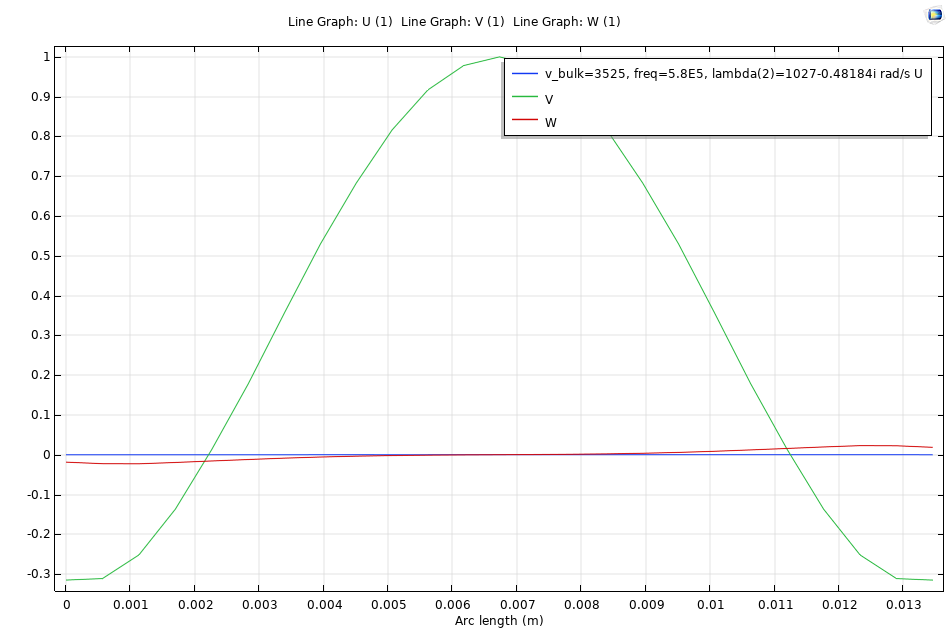 Line Graph: U (1) Line Graph: V (1) Line Graph: W (1)
v_bulk=3525, freq=5.8E5, lambda(2)=1027-0.48184i rad/s U
V
W
1
0.9
0.8
0.7
0.6
0.5
0.4
0.3
0.2
0.1
0
-0.1
-0.2
-0.3
0 0.001 0.002 0.003 0.004 0.005 0.006 0.007 0.008 0.009 0.01 0.011 0.012 0.013
Arc length (m)